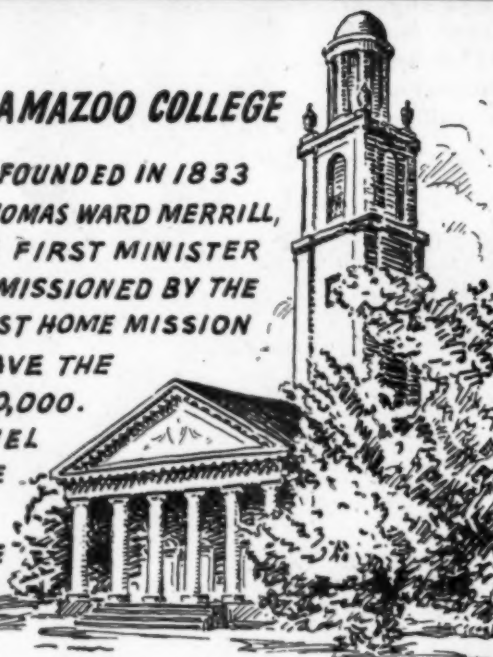 AMAZOO COLLEGE
FOUNDED IN 1833
OMAS WARD MERRILL,
FIRST MINISTER
MISSIONED BY THE
ST HOME MISSION
AVE THE
0,000.
EL
E
E